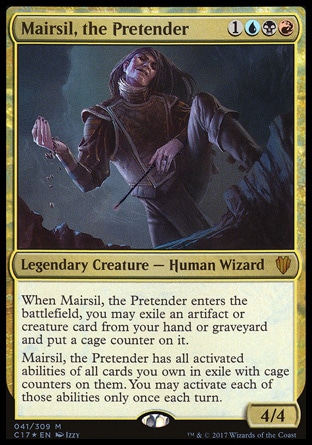 Mairsil, the Pretender 1
Legendary Creature — Human Wizard
When Mairsil, the Pretender enters the
battlefield, you may exile an artifact or
creature card from your hand or graveyard
and put a cage counter on it.
Mairsil, the Pretender has all activated
abilities of all cards you own in exile with cage
counters on them. You may activate each of
those abilities only once each turn.
4/4
041/309 M
C17★EN Izzy
™ & © 2017 Wizards of the Coast